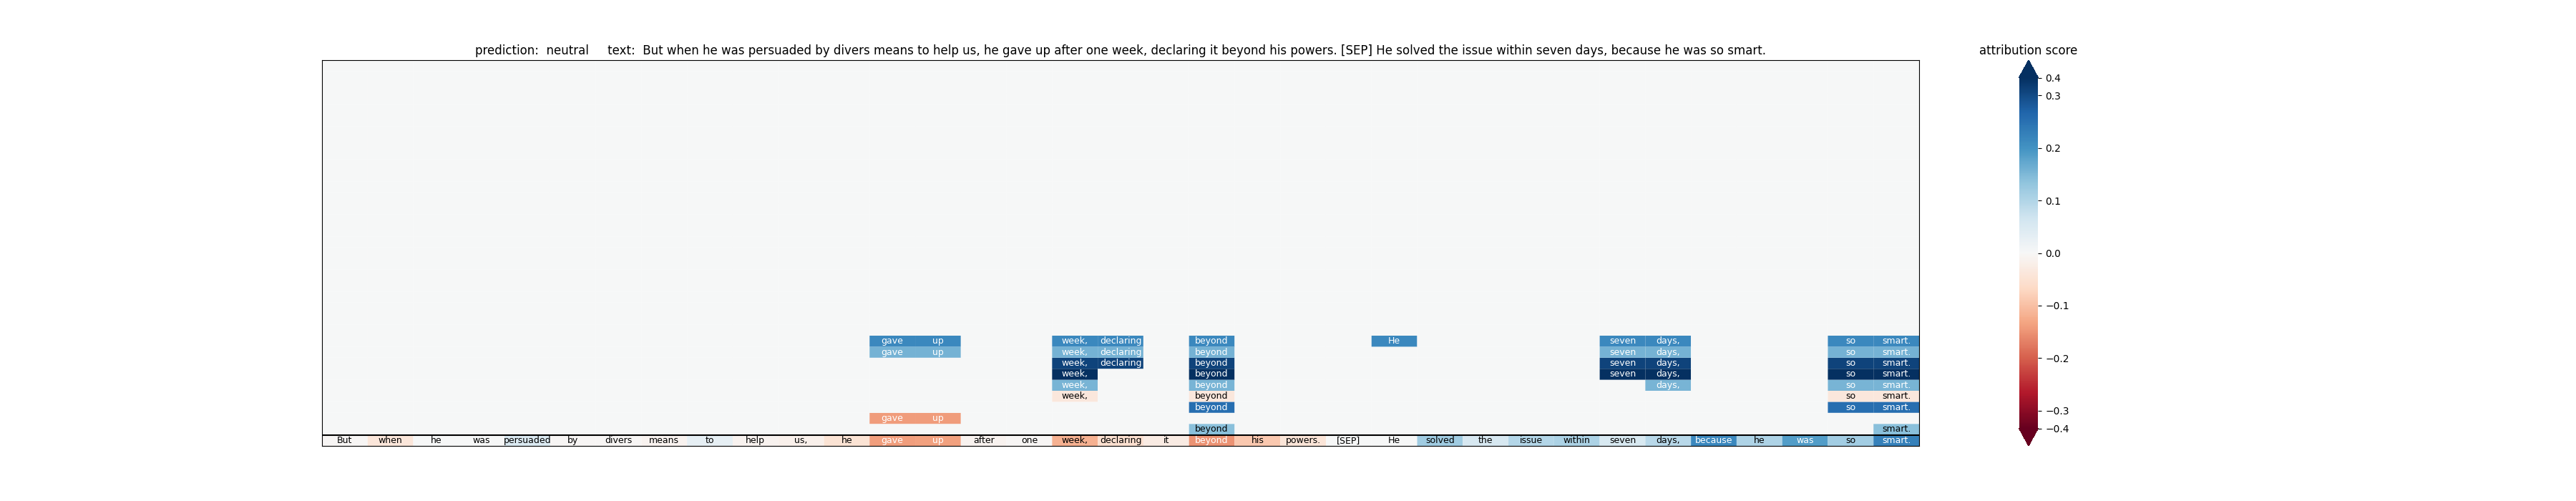 prediction: neutral text: But when he was persuaded by divers means to help us, he gave up after one week, declaring it beyond his powers. [SEP] He solved the issue within seven days, because he was so smart.
attribution score
0.4
0.3
0.2
0.1
0.0
−0.1
−0.2
−0.3
−0.4
gave up week, declaring beyond He seven days, so smart.
gave up week, declaring beyond seven days, so smart.
week, declaring beyond seven days, so smart.
week, beyond seven days, so smart.
week, beyond days, so smart.
week, beyond so smart.
beyond so smart.
gave up
beyond smart.
But when he was persuaded by divers means to help us, he gave up after one week, declaring it beyond his powers. [SEP] He solved the issue within seven days, because he was so smart.